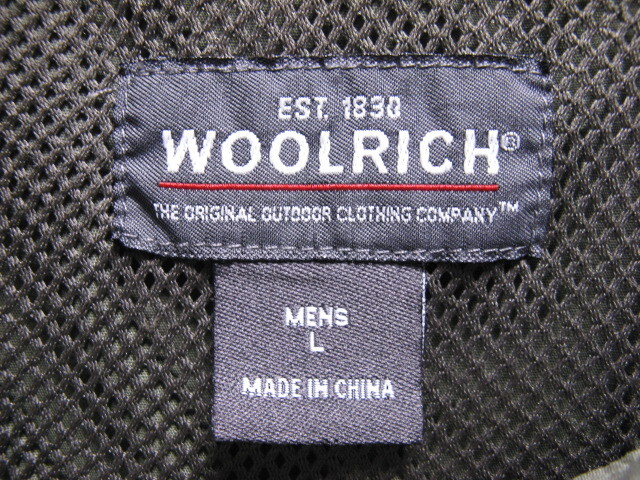 EST. 1830
WOOLRICH®
THE ORIGINAL OUTDOOR CLOTHING COMPANY™
MENS
L
MADE IN CHINA